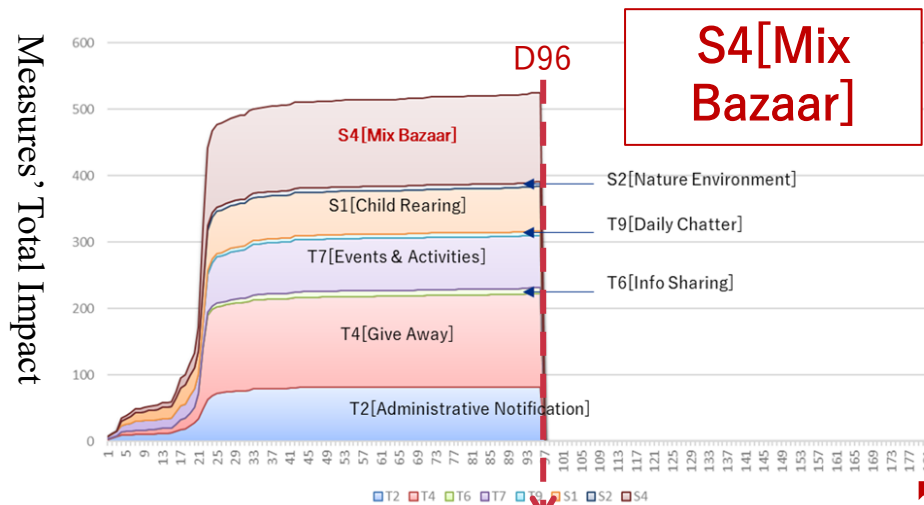 Measures' Total Impact
600
500
400
300
200
100
0
D96
S4[Mix
Bazaar]
S4[Mix Bazaar]
S2[Nature Environment]
S1[Child Rearing]
T9[Daily Chatter]
T7[Events & Activities]
T6[Info Sharing]
T4[Give Away]
T2[Administrative Notification]
1 5 9 13 17 21 25 29 33 37 41 45 49 53 57 61 65 69 73 77 81 85 89 93 97 101 105 109 113 117 121 125 129 133 137 141 145 149 153 157 161 165 169 173 177
T2 T4 T6 T7 T9 S1 S2 S4